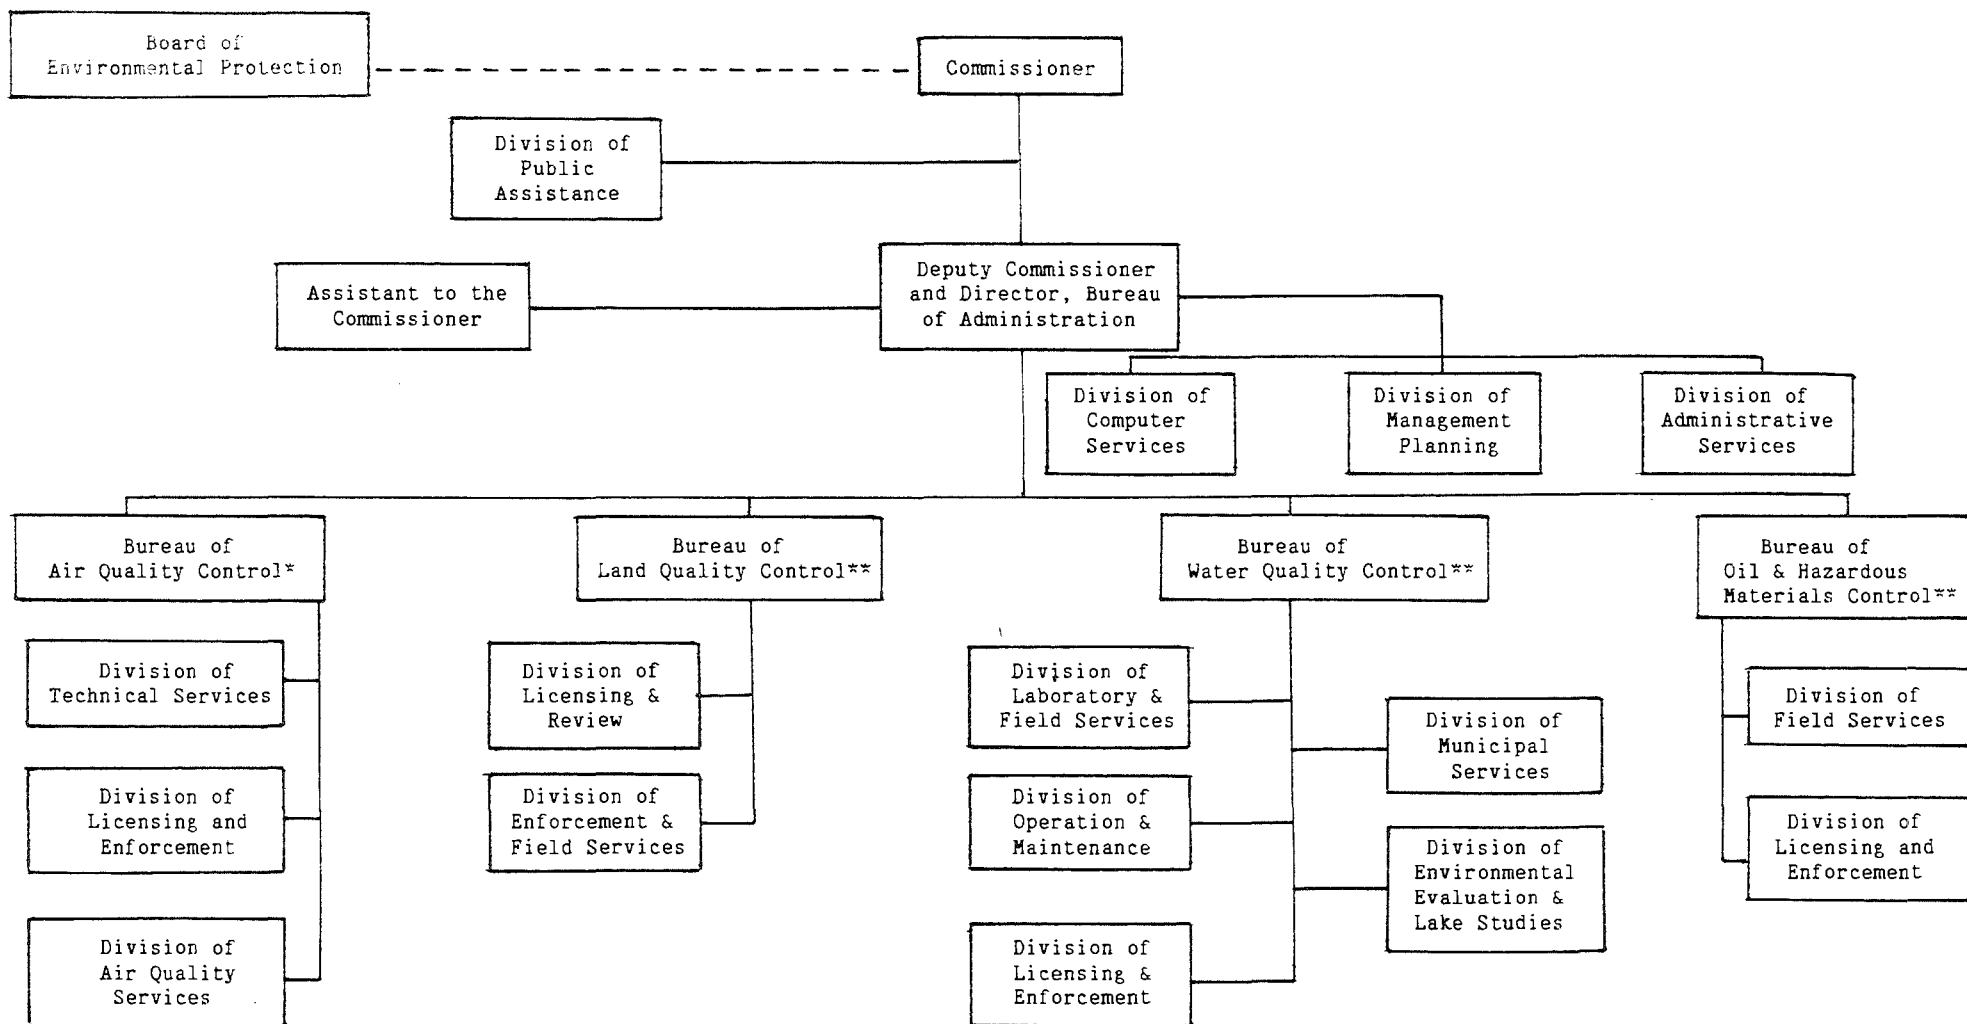 Board of
Environmental Protection
Commissioner
Division of
Public
Assistance
Assistant to the
Commissioner
Deputy Commissioner
and Director, Bureau
of Administration
Division of
Computer
Services
Division of
Management
Planning
Division of
Administrative
Services
Bureau of
Air Quality Control*
Bureau of
Land Quality Control**
Bureau of
Water Quality Control**
Bureau of
Oil & Hazardous
Materials Control**
Division of
Technical Services
Division of
Licensing and
Enforcement
Division of
Air Quality
Services
Division of
Licensing &
Review
Division of
Enforcement &
Field Services
Division of
Laboratory &
Field Services
Division of
Operation &
Maintenance
Division of
Licensing &
Enforcement
Division of
Municipal
Services
Division of
Environmental
Evaluation &
Lake Studies
Division of
Field Services
Division of
Licensing and
Enforcement